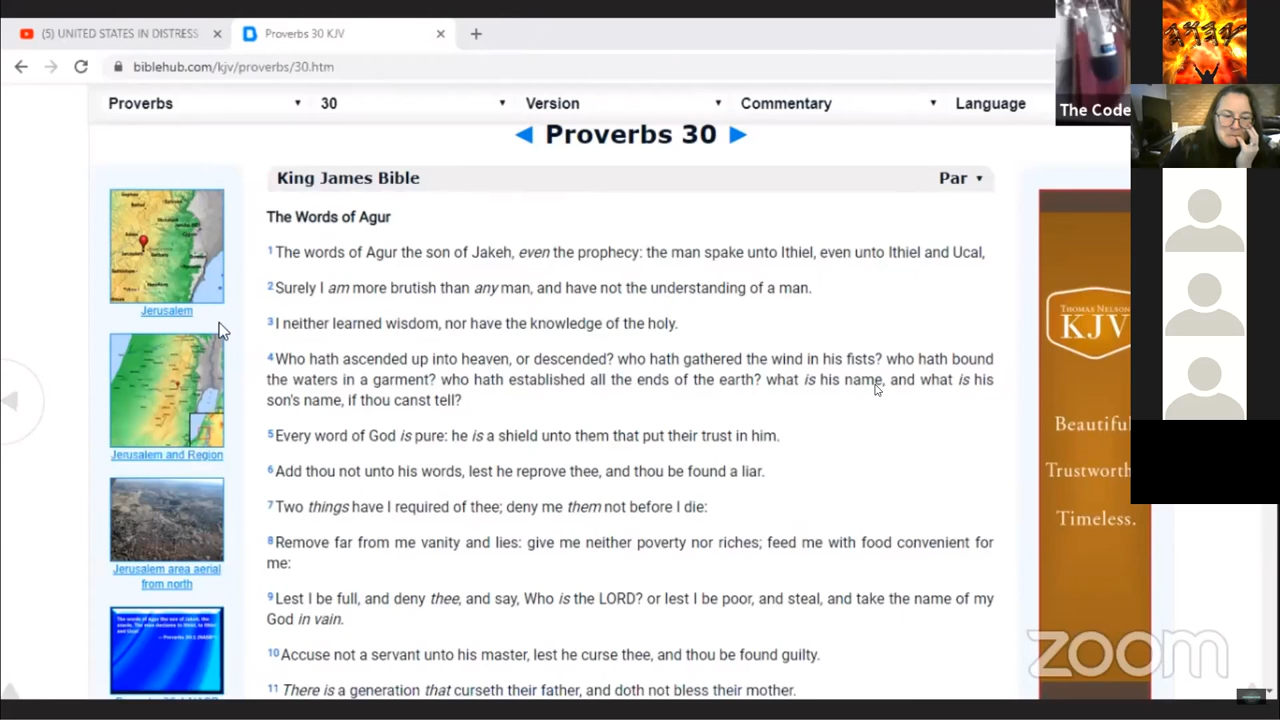 (5) UNITED STATES IN DISTRESS
Proverbs 30 KJV
biblehub.com/kjv/proverbs/30.htm
The Code
Proverbs 30 Version Commentary Language
Proverbs 30
King James Bible
Par
The Words of Agur
1 The words of Agur the son of Jakeh, even the prophecy: the man spake unto Ithiel, even unto Ithiel and Ucal,
2 Surely I am more brutish than any man, and have not the understanding of a man.
3 I neither learned wisdom, nor have the knowledge of the holy.
4 Who hath ascended up into heaven, or descended? who hath gathered the wind in his fists? who hath bound
the waters in a garment? who hath established all the ends of the earth? what is his name, and what is his
son's name, if thou canst tell?
5 Every word of God is pure: he is a shield unto them that put their trust in him.
6 Add thou not unto his words, lest he reprove thee, and thou be found a liar.
7 Two things have I required of thee; deny me them not before I die:
8 Remove far from me vanity and lies: give me neither poverty nor riches; feed me with food convenient for
me:
9 Lest I be full, and deny thee, and say, Who is the LORD? or lest I be poor, and steal, and take the name of my
God in vain.
10 Accuse not a servant unto his master, lest he curse thee, and thou be found guilty.
11 There is a generation that curseth their father, and doth not bless their mother.
Jerusalem
Jerusalem and Region
Jerusalem area aerial
from north
THOMAS NELSON
KJV
Beautiful
Trustworth
Timeless.
zoom